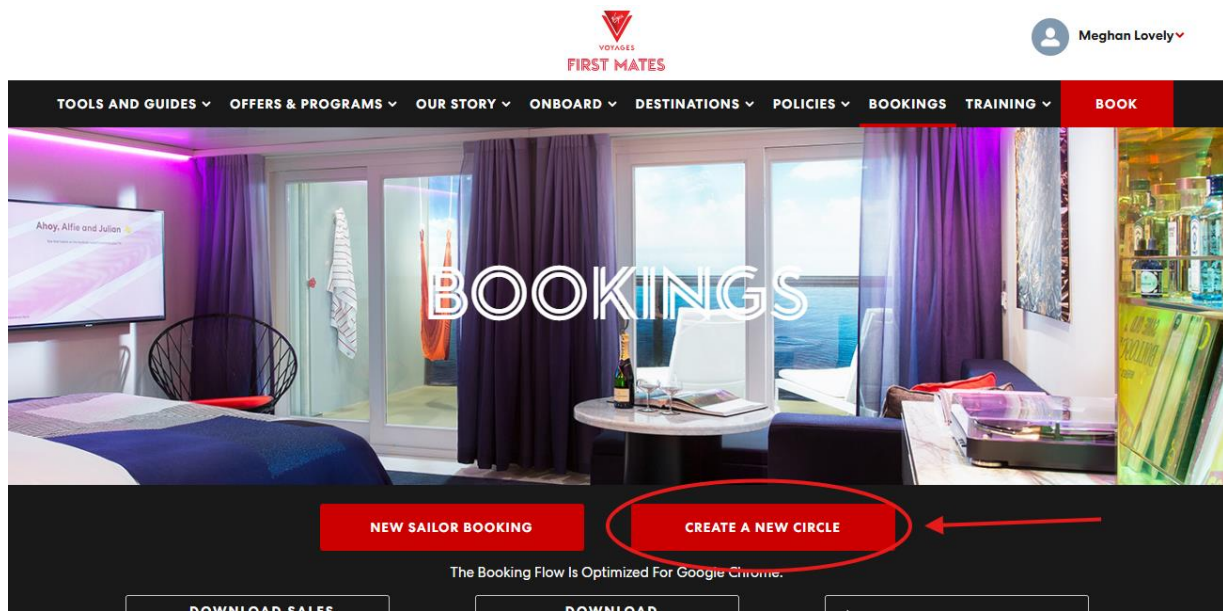 VOYAGES
FIRST MATES
Meghan Lovely
TOOLS AND GUIDES OFFERS & PROGRAMS OUR STORY ONBOARD DESTINATIONS POLICIES BOOKINGS TRAINING BOOK
Ahoy, Alfie and Julian
BOOKINGS
NEW SAILOR BOOKING CREATE A NEW CIRCLE
The Booking Flow Is Optimized For Google Chrome.
DOWNLOAD SALES DOWNLOAD